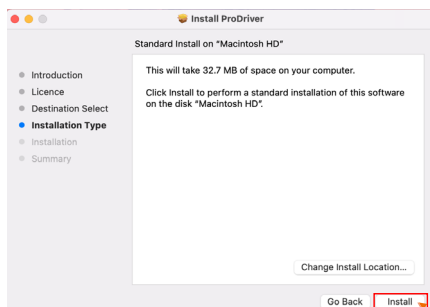 Install ProDriver
Standard Install on “Macintosh HD”
Introduction
Licence
Destination Select
Installation Type
Installation
Summary
This will take 32.7 MB of space on your computer.
Click Install to perform a standard installation of this software
on the disk “Macintosh HD”.
Change Install Location...
Go Back
Install